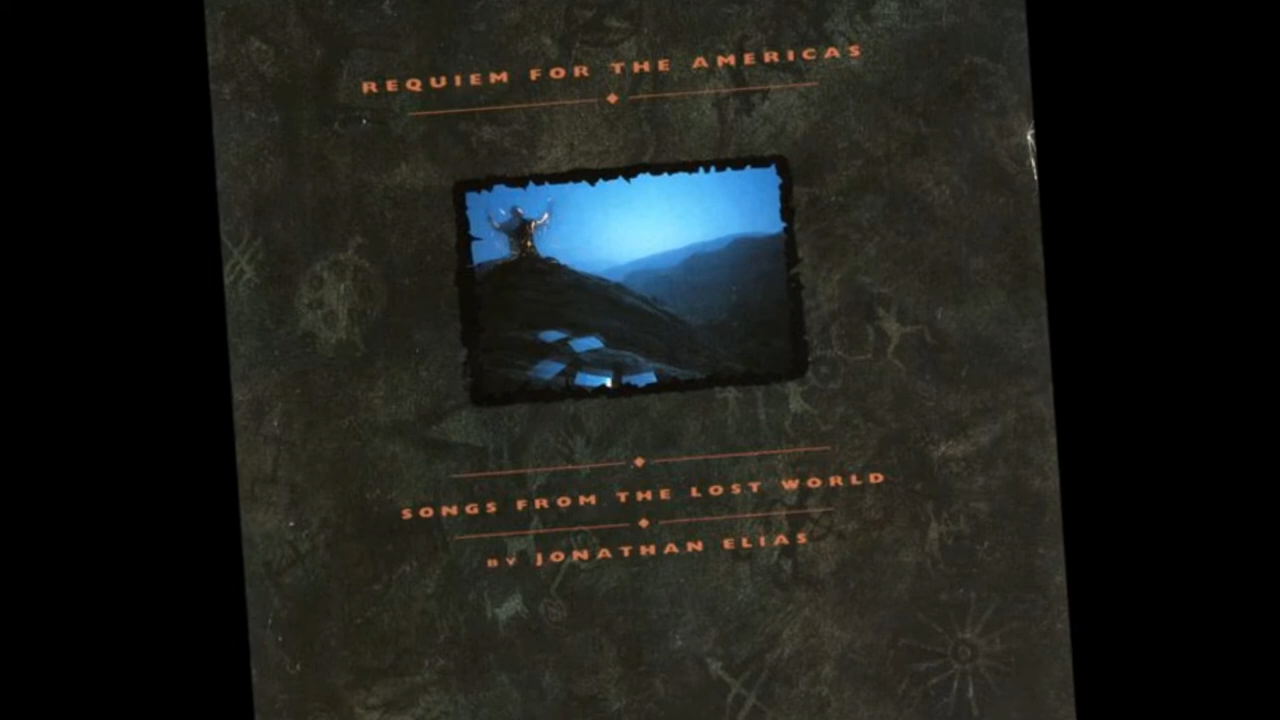 REQUIEM FOR THE AMERICAS
SONGS FROM THE LOST WORLD
BY JONATHAN ELIAS